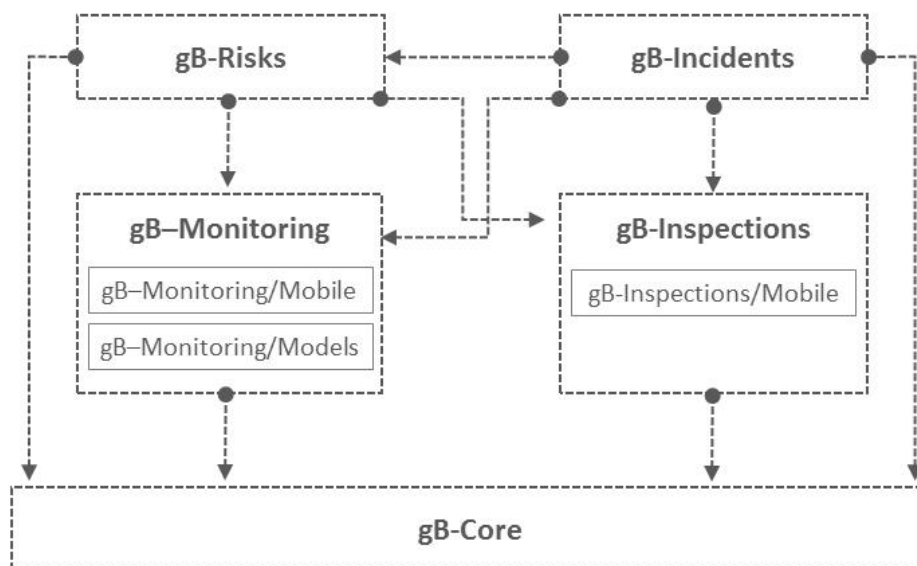 gB-Risks
gB-Incidents
gB–Monitoring
gB–Monitoring/Mobile
gB–Monitoring/Models
gB-Inspections
gB-Inspections/Mobile
gB-Core